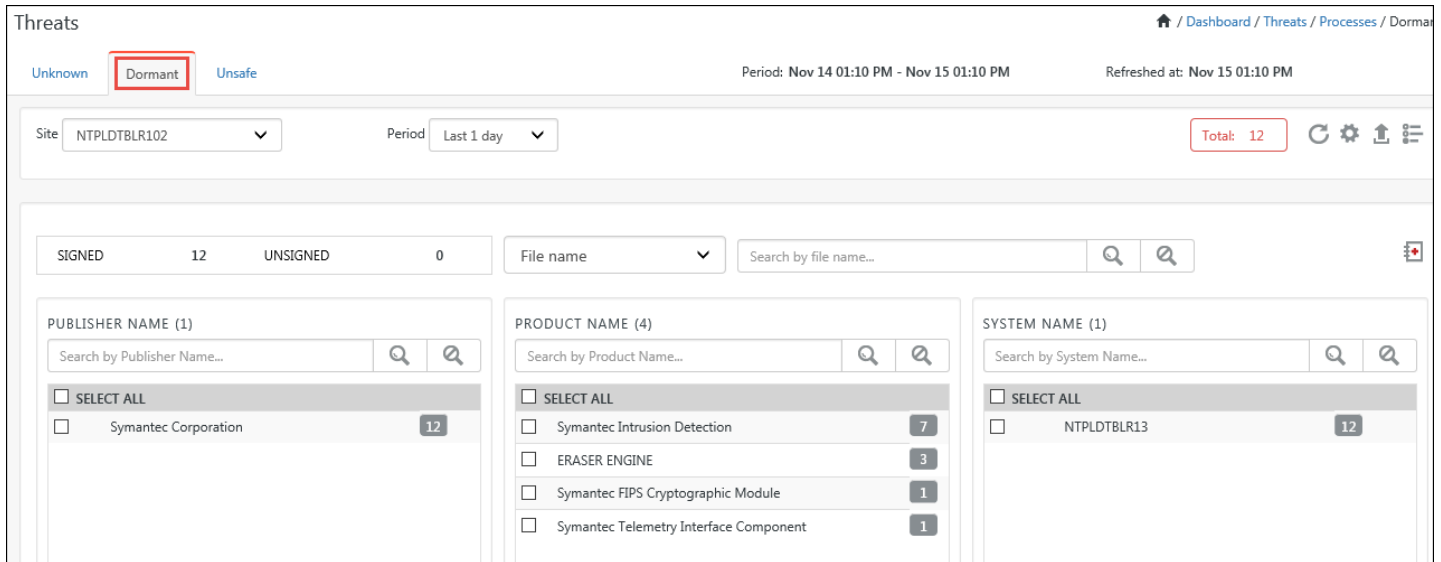 Threats
/ Dashboard / Threats / Processes / Dorman
Unknown Dormant Unsafe Period: Nov 14 01:10 PM - Nov 15 01:10 PM Refreshed at: Nov 15 01:10 PM
Site NTPLDTBLR102 Period Last 1 day Total: 12
SIGNED 12 UNSIGNED 0 File name Search by file name...
PUBLISHER NAME (1) PRODUCT NAME (4) SYSTEM NAME (1)
Search by Publisher Name... Search by Product Name... Search by System Name...
SELECT ALL SELECT ALL SELECT ALL
Symantec Corporation 12 Symantec Intrusion Detection 7 NTPLDTBLR13 12
ERASER ENGINE 3
Symantec FIPS Cryptographic Module 1
Symantec Telemetry Interface Component 1